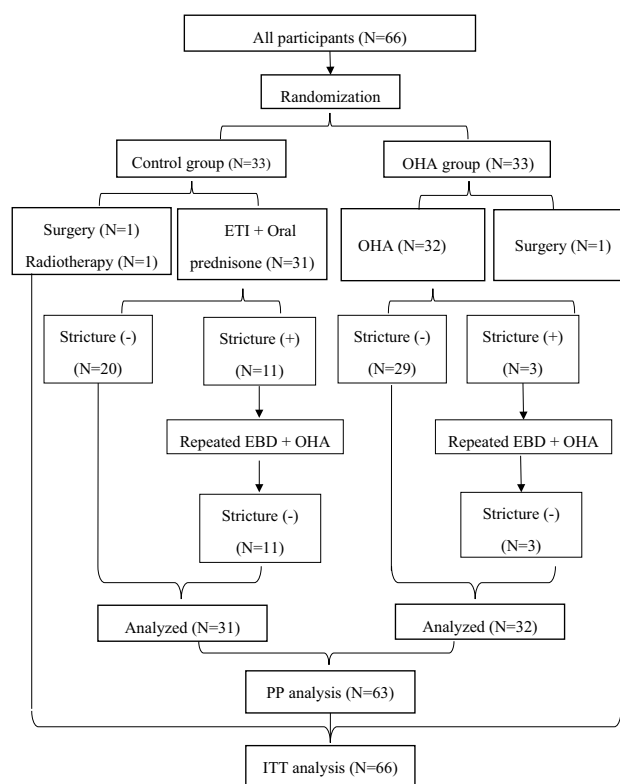 All participants (N=66)
Randomization
Control group (N=33)
OHA group (N=33)
Surgery (N=1)
Radiotherapy (N=1)
ETI + Oral
prednisone (N=31)
OHA (N=32)
Surgery (N=1)
Stricture (-)
(N=20)
Stricture (+)
(N=11)
Stricture (-)
(N=29)
Stricture (+)
(N=3)
Repeated EBD + OHA
Repeated EBD + OHA
Stricture (-)
(N=11)
Stricture (-)
(N=3)
Analyzed (N=31)
Analyzed (N=32)
PP analysis (N=63)
ITT analysis (N=66)